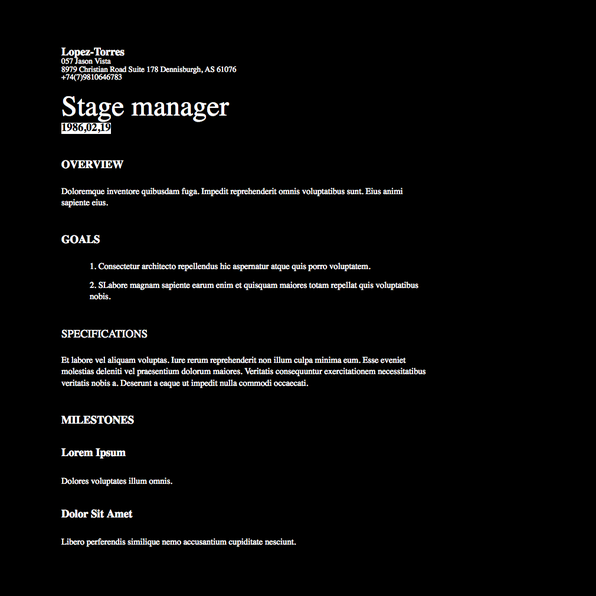 Lopez-Torres
057 Jason Vista
8979 Christian Road Suite 178 Dennisburgh, AS 61076
+74(7)9810646783
Stage manager
1986,02,19
OVERVIEW
Doloremque inventore quibusdam fuga. Impedit reprehenderit omnis voluptatibus sunt. Eius animi
sapiente eius.
GOALS
1. Consectetur architecto repellendus hic aspernatur atque quis porro voluptatem.
2. SLabore magnam sapiente earum enim et quisquam maiores totam repellat quis voluptatibus
nobis.
SPECIFICATIONS
Et labore vel aliquam voluptas. Iure rerum reprehenderit non illum culpa minima eum. Esse eveniet
molestias deleniti vel praesentium dolorum maiores. Veritatis consequuntur exercitationem necessitatibus
veritatis nobis a. Deserunt a eaque ut impedit nulla commodi occaecati.
MILESTONES
Lorem Ipsum
Dolores voluptates illum omnis.
Dolor Sit Amet
Libero perferendis similique nemo accusantium cupiditate nesciunt.